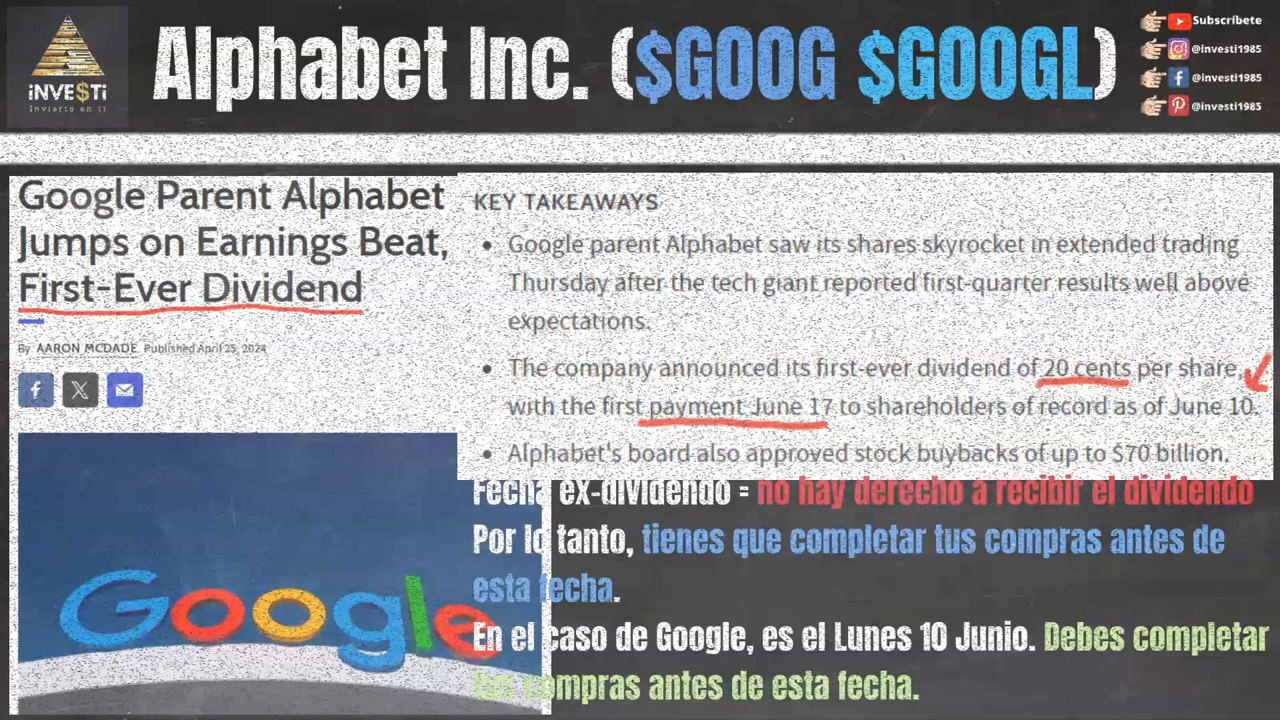 iNVE$Ti
Invierto en ti
Alphabet Inc. ($GOOG $GOOGL)
Subscríbete
@investi1985
@investi1985
@investi1985
Google Parent Alphabet
Jumps on Earnings Beat,
First-Ever Dividend
By AARON MCDADE Published April 25, 2024
Google
KEY TAKEAWAYS
• Google parent Alphabet saw its shares skyrocket in extended trading
Thursday after the tech giant reported first-quarter results well above
expectations.
• The company announced its first-ever dividend of 20 cents per share,
with the first payment June 17 to shareholders of record as of June 10.
• Alphabet's board also approved stock buybacks of up to $70 billion.
Fecha ex-dividendo = no hay derecho a recibir el dividendo
Por lo tanto, tienes que completar tus compras antes de
esta fecha.
En el caso de Google, es el Lunes 10 Junio. Debes completar
tus compras antes de esta fecha.